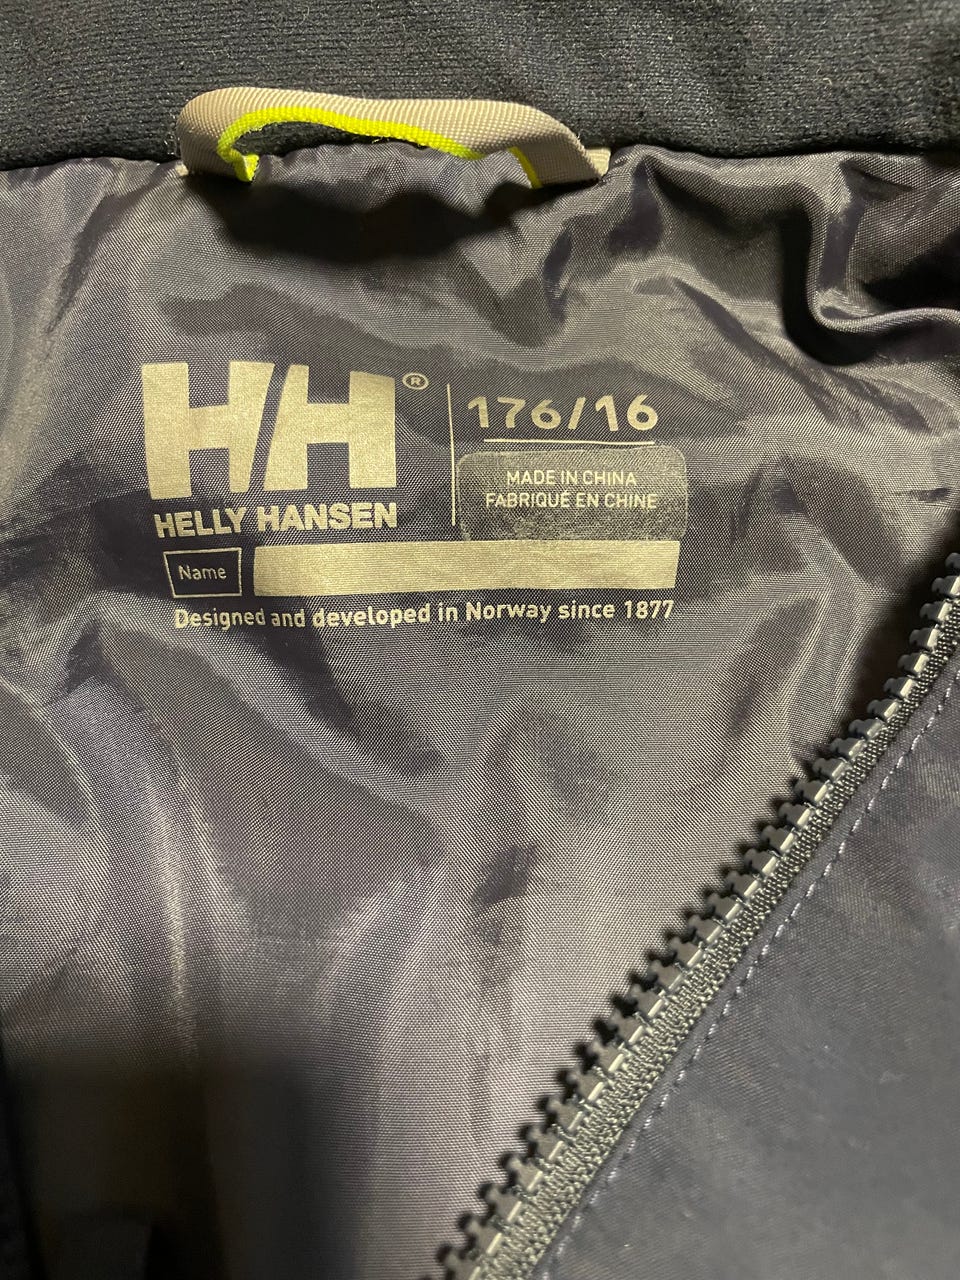 HH®
HELLY HANSEN
176/16
MADE IN CHINA
FABRIQUÉ EN CHINE
Name
Designed and developed in Norway since 1877